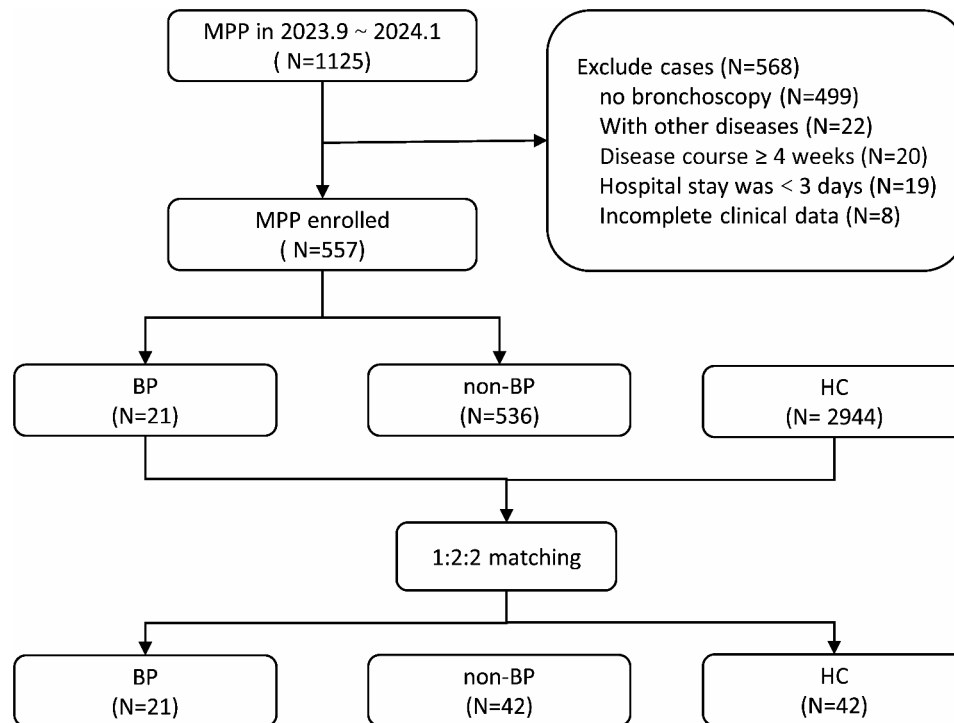 MPP in 2023.9 ~ 2024.1
( N=1125)
Exclude cases (N=568)
no bronchoscopy (N=499)
With other diseases (N=22)
Disease course ≥ 4 weeks (N=20)
Hospital stay was < 3 days (N=19)
Incomplete clinical data (N=8)
MPP enrolled
( N=557)
BP
(N=21)
non-BP
(N=536)
HC
(N= 2944)
1:2:2 matching
BP
(N=21)
non-BP
(N=42)
HC
(N=42)